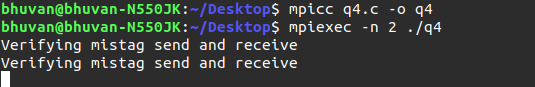 bhuvan@bhuvan-N550JK:~/Desktop$ mpicc q4.c -o q4
bhuvan@bhuvan-N550JK:~/Desktop$ mpiexec -n 2 ./q4
Verifying mistag send and receive
Verifying mistag send and receive